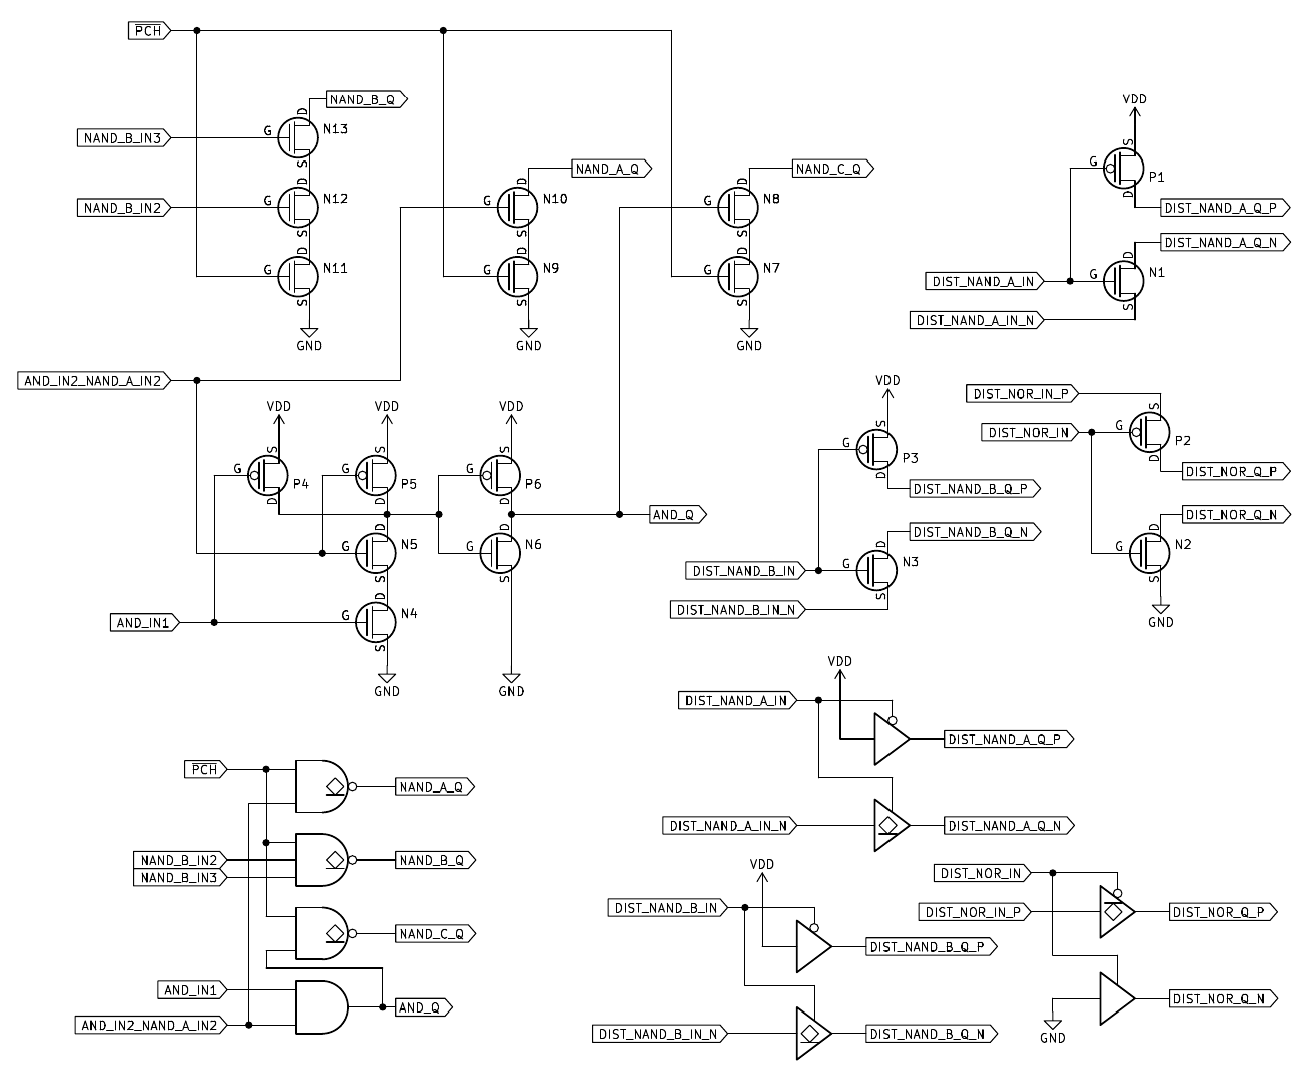 PCH
NAND_B_Q
D
G
N13
NAND_B_IN3
S
D
G
N12
NAND_B_IN2
S
D
G
N11
S
GND
NAND_A_Q
D
G
N10
S
D
G
N9
S
GND
NAND_C_Q
D
G
N8
S
D
G
N7
S
GND
VDD
S
G
P1
D
DIST_NAND_A_Q_P
DIST_NAND_A_Q_N
D
G
N1
DIST_NAND_A_IN
S
DIST_NAND_A_IN_N
AND_IN2_NAND_A_IN2
VDD
S
G
P4
D
VDD
S
G
P5
D
VDD
S
G
P6
D
AND_Q
D
G
N5
S
D
G
N6
S
D
G
N4
AND_IN1
S
GND
GND
VDD
S
G
P3
D
DIST_NAND_B_Q_P
DIST_NAND_B_Q_N
D
G
N3
DIST_NAND_B_IN
S
DIST_NAND_B_IN_N
DIST_NOR_IN_P
S
DIST_NOR_IN
G
P2
D
DIST_NOR_Q_P
DIST_NOR_Q_N
D
G
N2
S
GND
VDD
DIST_NAND_A_IN
DIST_NAND_A_Q_P
DIST_NAND_A_IN_N
DIST_NAND_A_Q_N
PCH
NAND_A_Q
NAND_B_IN2
NAND_B_Q
NAND_B_IN3
NAND_C_Q
AND_IN1
AND_Q
AND_IN2_NAND_A_IN2
VDD
DIST_NAND_B_IN
DIST_NAND_B_Q_P
DIST_NAND_B_IN_N
DIST_NAND_B_Q_N
DIST_NOR_IN
DIST_NOR_IN_P
DIST_NOR_Q_P
DIST_NOR_Q_N
GND